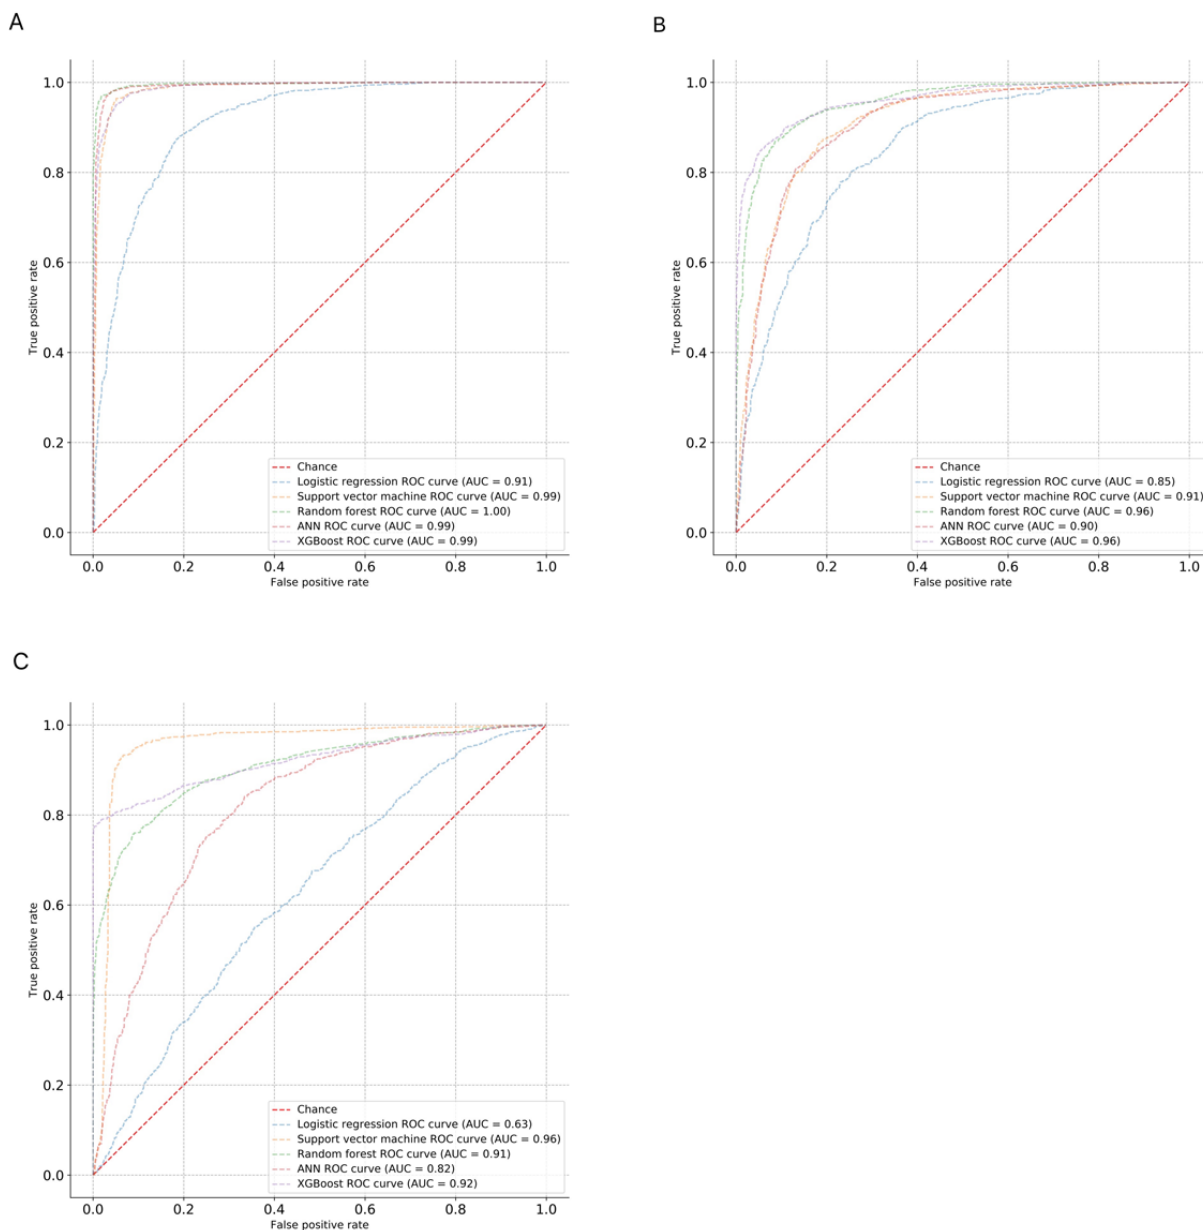 A
1.0
0.8
0.6
0.4
0.2
0.0
True positive rate
Chance
Logistic regression ROC curve (AUC = 0.91)
Support vector machine ROC curve (AUC = 0.99)
Random forest ROC curve (AUC = 1.00)
ANN ROC curve (AUC = 0.99)
XGBoost ROC curve (AUC = 0.99)
0.0 0.2 0.4 0.6 0.8 1.0
False positive rate
B
1.0
0.8
0.6
0.4
0.2
0.0
True positive rate
Chance
Logistic regression ROC curve (AUC = 0.85)
Support vector machine ROC curve (AUC = 0.91)
Random forest ROC curve (AUC = 0.96)
ANN ROC curve (AUC = 0.90)
XGBoost ROC curve (AUC = 0.96)
0.0 0.2 0.4 0.6 0.8 1.0
False positive rate
C
1.0
0.8
0.6
0.4
0.2
0.0
True positive rate
Chance
Logistic regression ROC curve (AUC = 0.63)
Support vector machine ROC curve (AUC = 0.96)
Random forest ROC curve (AUC = 0.91)
ANN ROC curve (AUC = 0.82)
XGBoost ROC curve (AUC = 0.92)
0.0 0.2 0.4 0.6 0.8 1.0
False positive rate